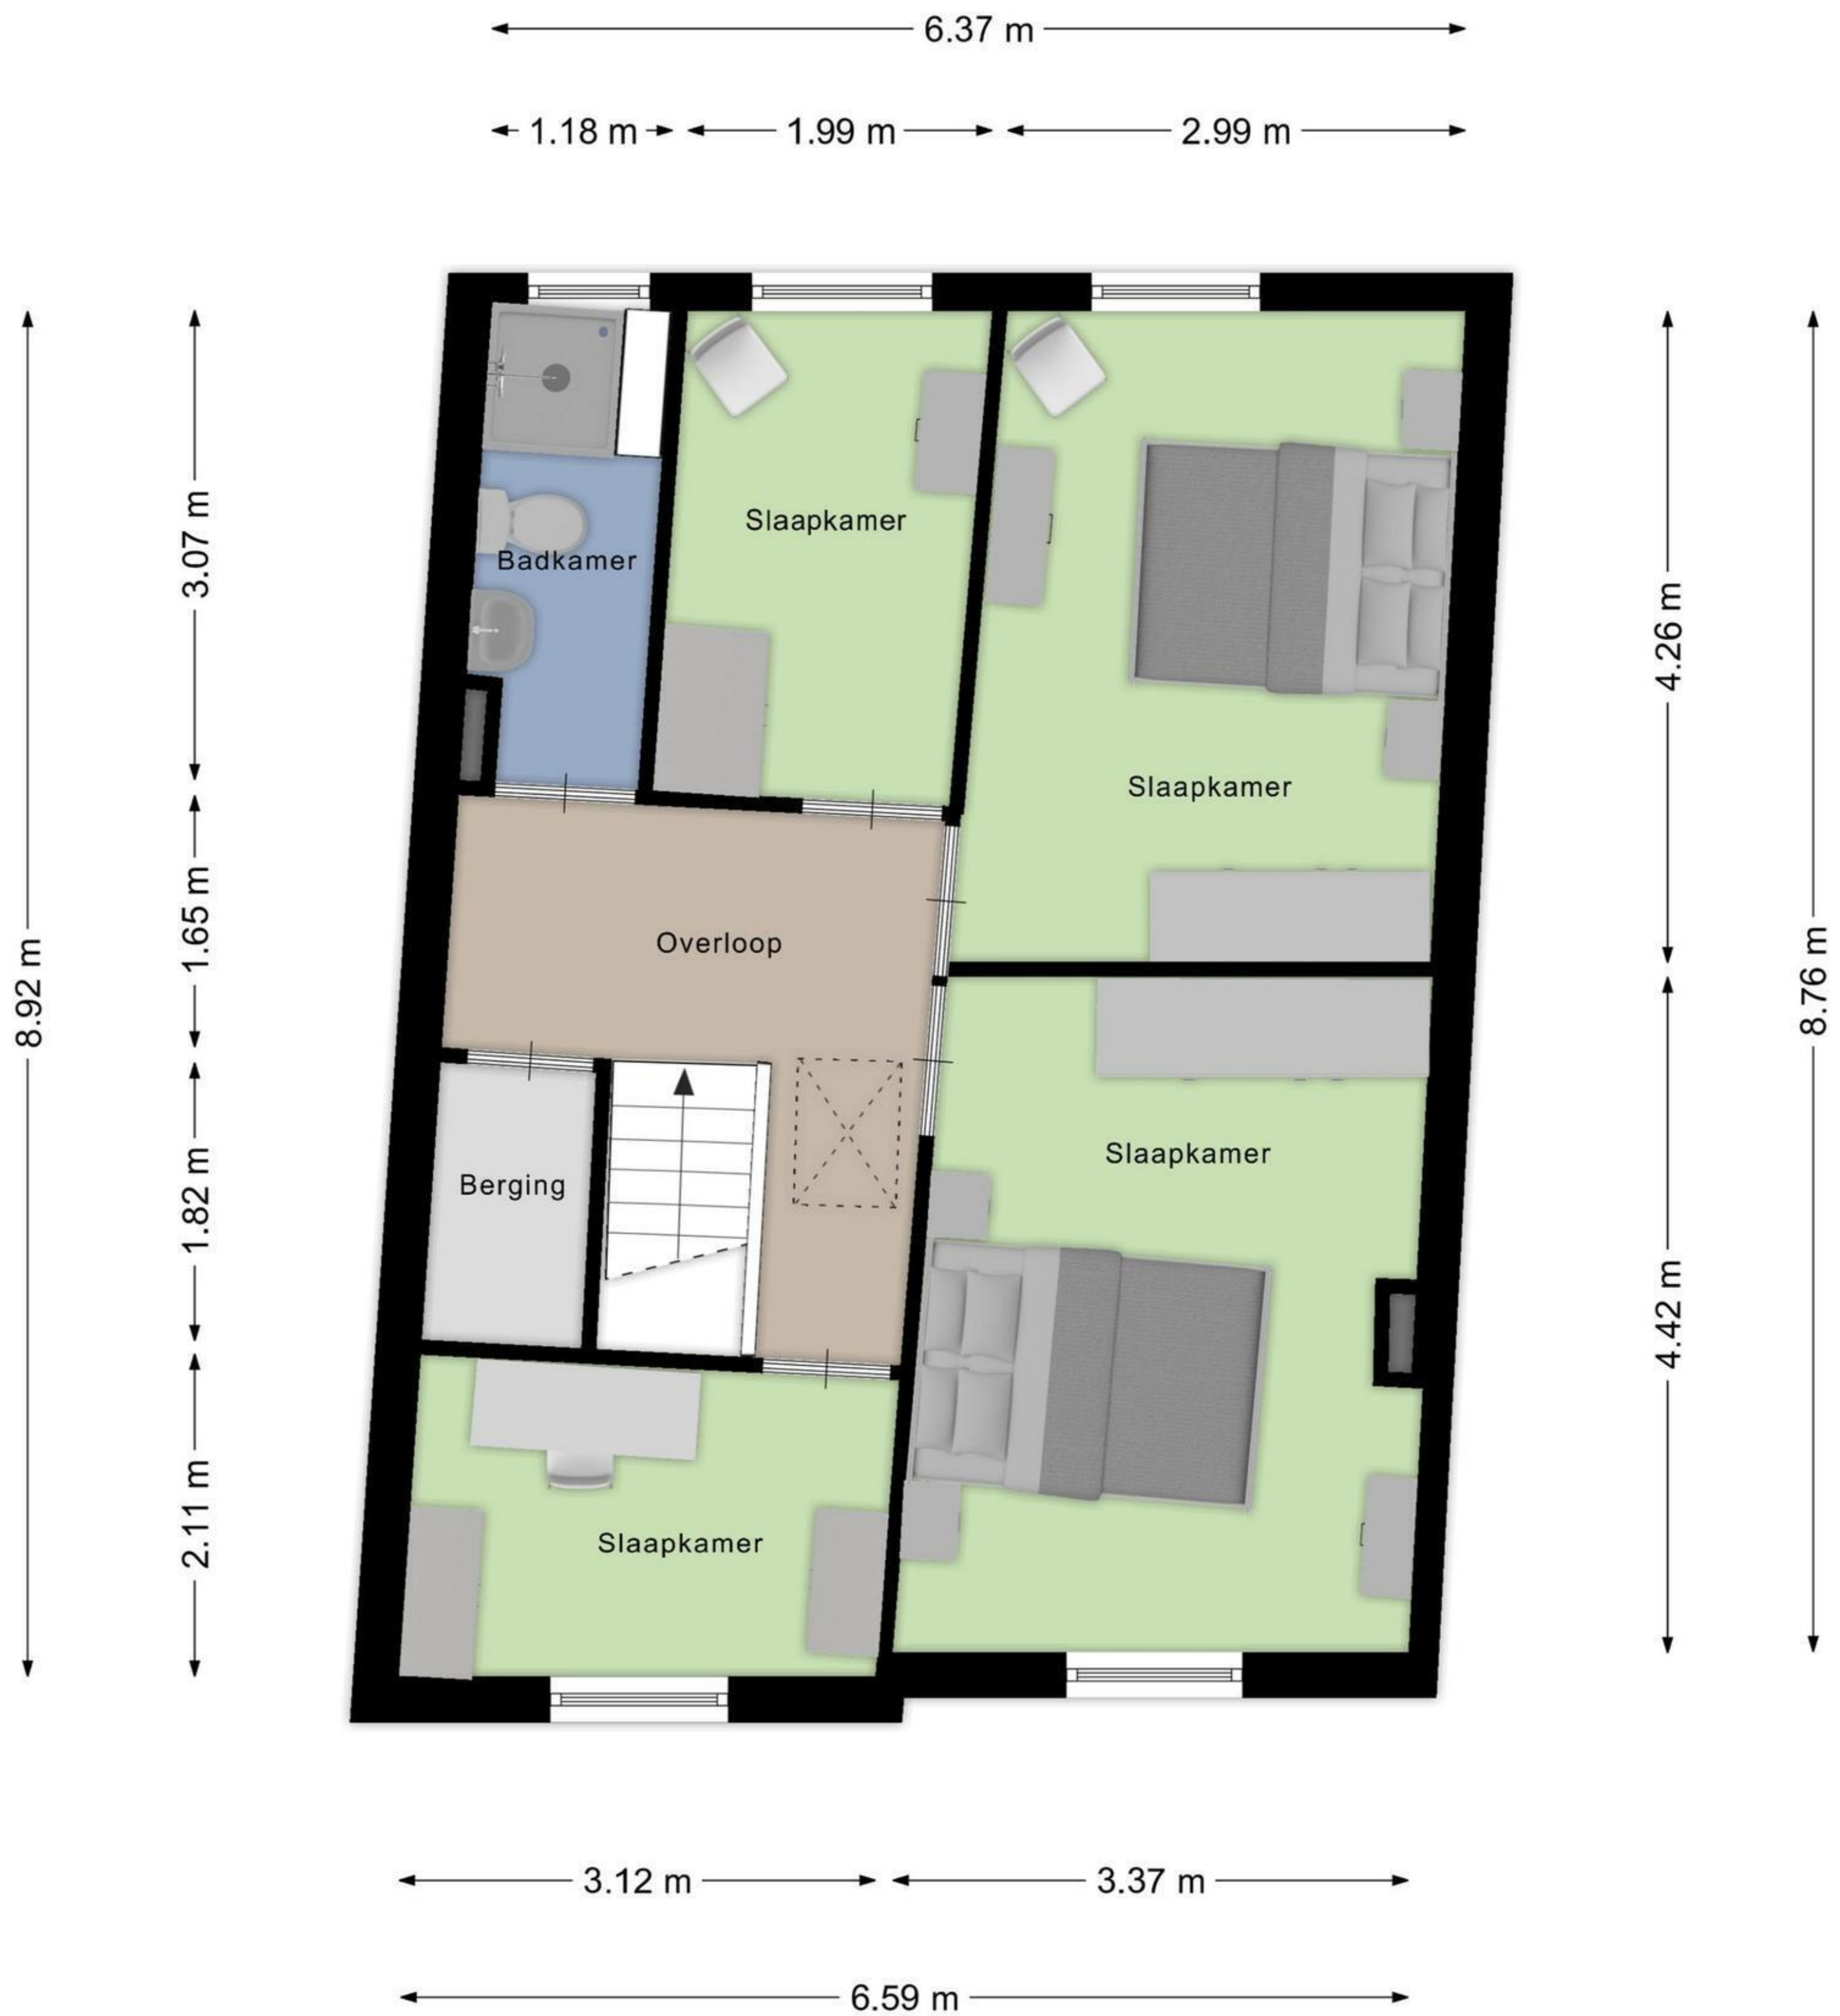 6.37 m
1.18 m
1.99 m
2.99 m
Slaapkamer
Badkamer
3.07 m
4.26 m
Slaapkamer
1.65 m
Overloop
8.92 m
8.76 m
Slaapkamer
Berging
1.82 m
4.42 m
2.11 m
Slaapkamer
3.12 m
3.37 m
6.59 m